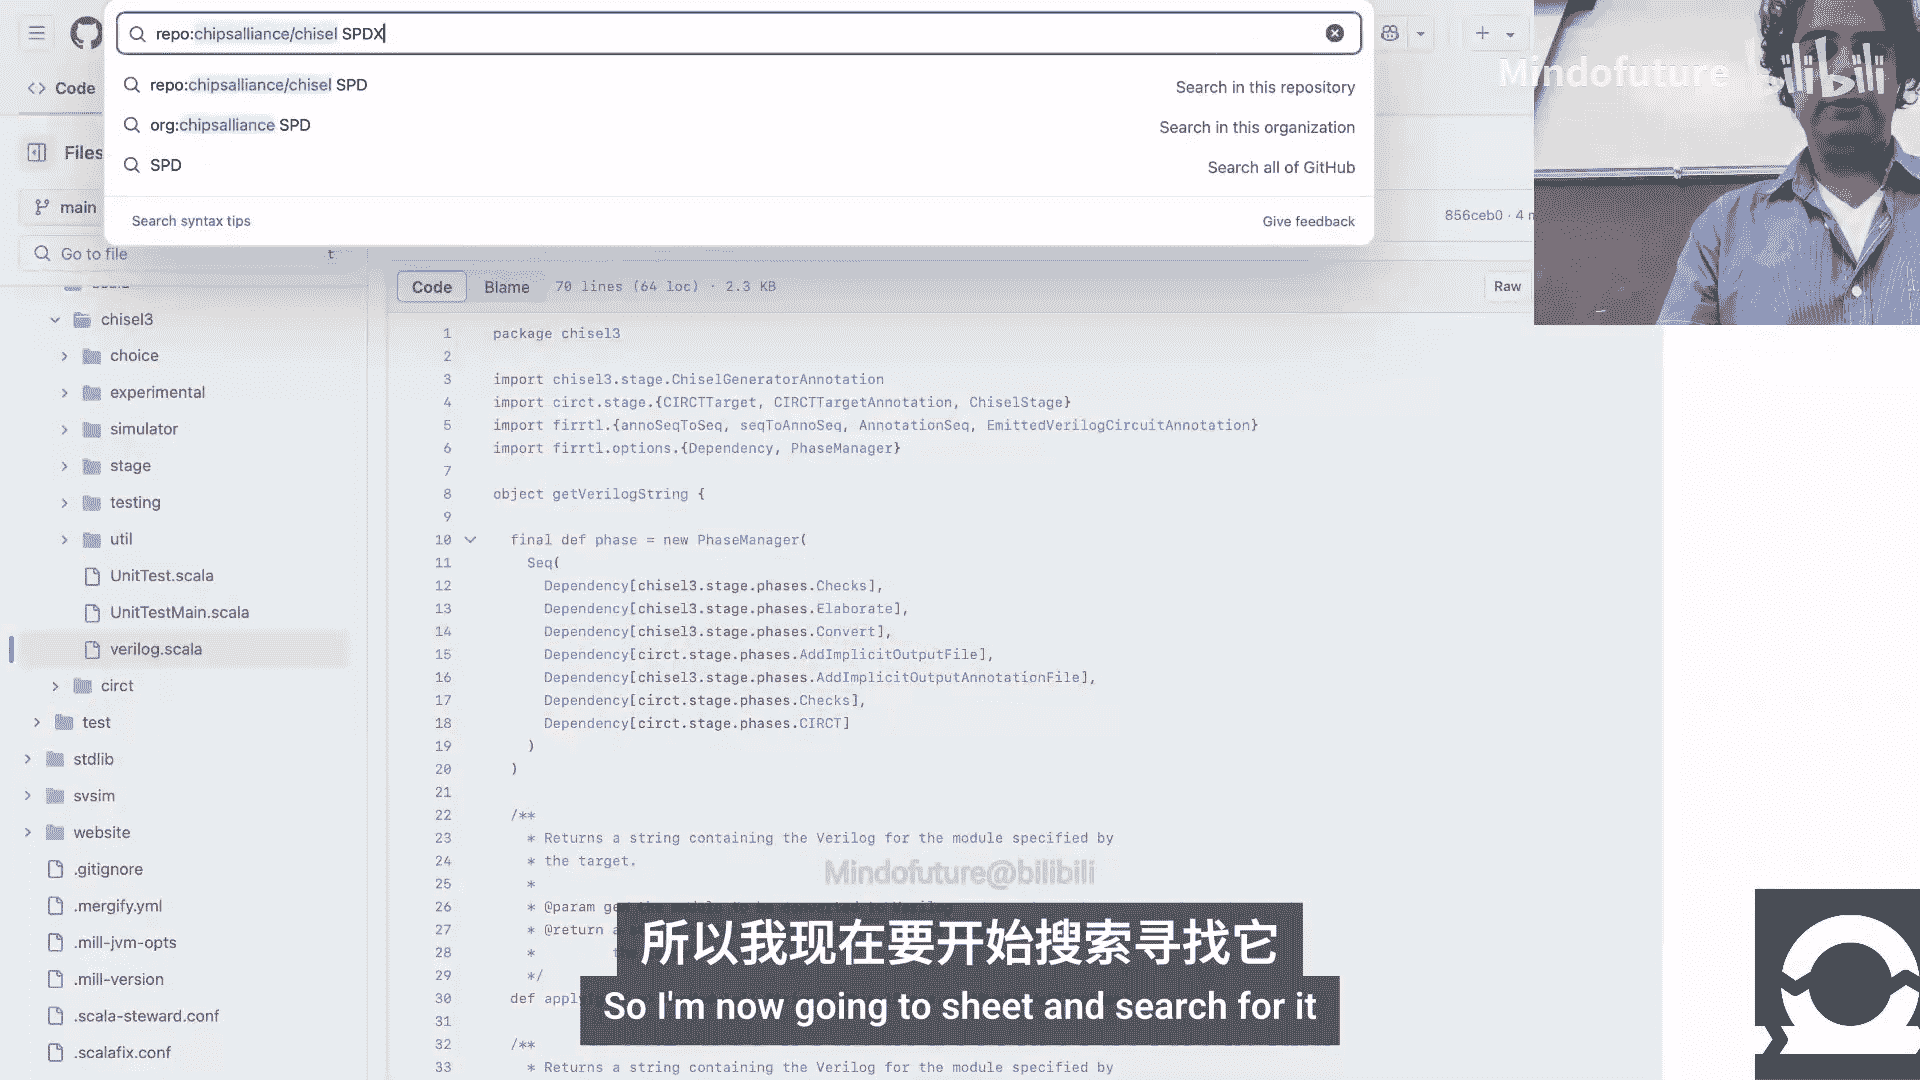 repo:chipsalliance/chisel SPDX
repo:chipsalliance/chisel SPD
Search in this repository
org:chipsalliance SPD
Search in this organization
SPD
Search all of GitHub
Search syntax tips
Give feedback
Mindofuture bilibili
Code
Files
main
856ceb0 · 4
Go to file
t
Code
Blame
70 lines (64 loc) · 2.3 KB
Raw
chisel3
choice
experimental
simulator
stage
testing
util
UnitTest.scala
UnitTestMain.scala
verilog.scala
circt
test
stdlib
svsim
website
.gitignore
.mergify.yml
.mill-jvm-opts
.mill-version
.scala-steward.conf
.scalafix.conf
1 package chisel3
2
3 import chisel3.stage.ChiselGeneratorAnnotation
4 import circt.stage.{CIRCTTarget, CIRCTTargetAnnotation, ChiselStage}
5 import firrtl.{annoSeqToSeq, seqToAnnoSeq, AnnotationSeq, EmittedVerilogCircuitAnnotation}
6 import firrtl.options.{Dependency, PhaseManager}
7
8 object getVerilogString {
9
10 final def phase = new PhaseManager(
11 Seq(
12 Dependency[chisel3.stage.phases.Checks],
13 Dependency[chisel3.stage.phases.Elaborate],
14 Dependency[chisel3.stage.phases.Convert],
15 Dependency[circt.stage.phases.AddImplicitOutputFile],
16 Dependency[chisel3.stage.phases.AddImplicitOutputAnnotationFile],
17 Dependency[circt.stage.phases.Checks],
18 Dependency[circt.stage.phases.CIRCT]
19 )
20 )
21
22 /**
23 * Returns a string containing the Verilog for the module specified by
24 * the target.
25 *
26 * @param
27 * @return
28 *
29 */
30 def
31
32 /**
33 * Returns a string containing the Verilog for the module specified by
Mindofuture@bilibili
所以我现在要开始搜索寻找它
So I'm now going to sheet and search for it